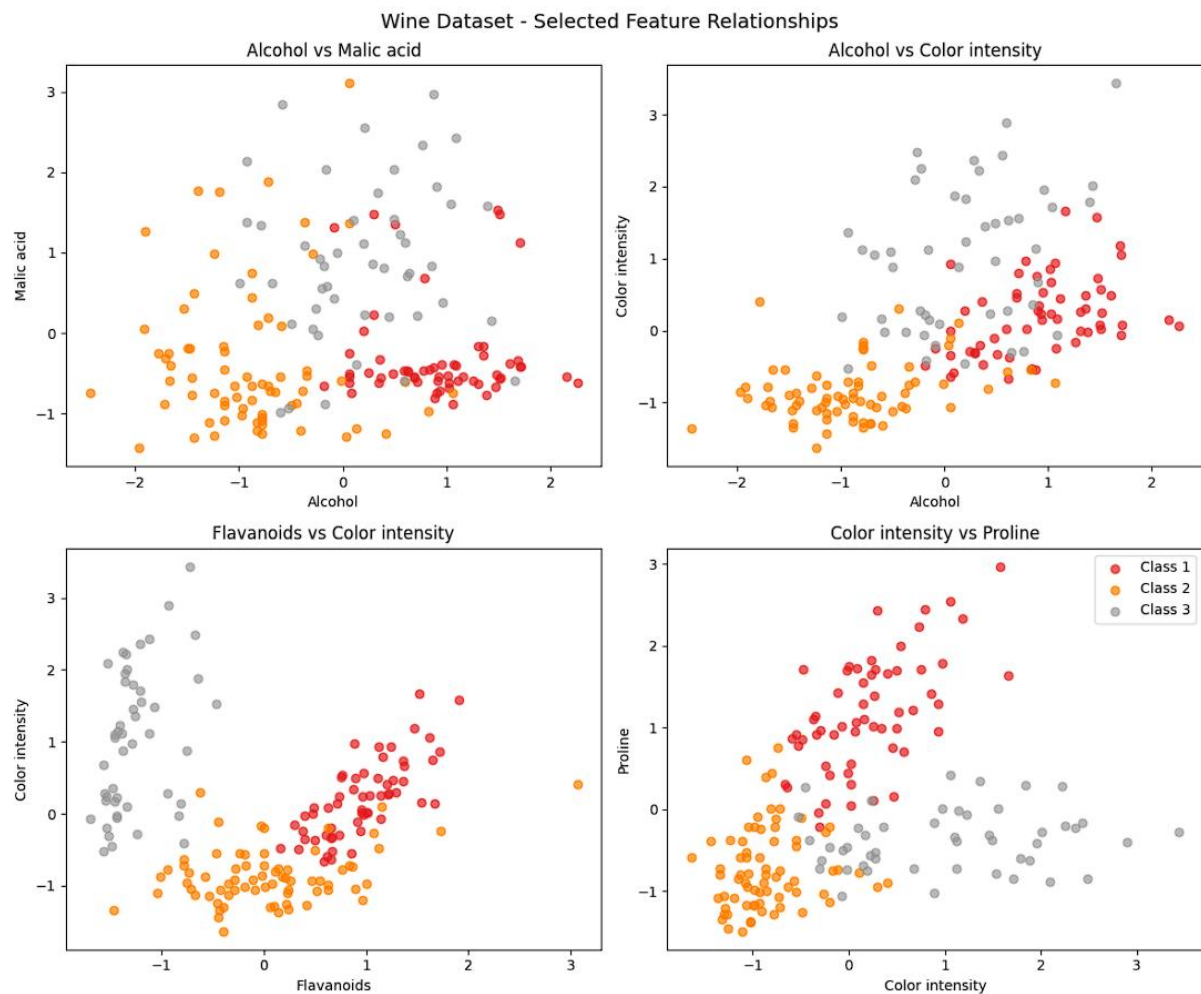 Wine Dataset - Selected Feature Relationships
Alcohol vs Malic acid
3
2
1
0
−1
Malic acid
−2
−1
0
1
2
Alcohol
Alcohol vs Color intensity
3
2
1
0
−1
Color intensity
−2
−1
0
1
2
Alcohol
Flavanoids vs Color intensity
3
2
1
0
−1
Color intensity
−1
0
1
2
3
Flavanoids
Color intensity vs Proline
Class 1
Class 2
Class 3
3
2
1
0
−1
Proline
−1
0
1
2
3
Color intensity